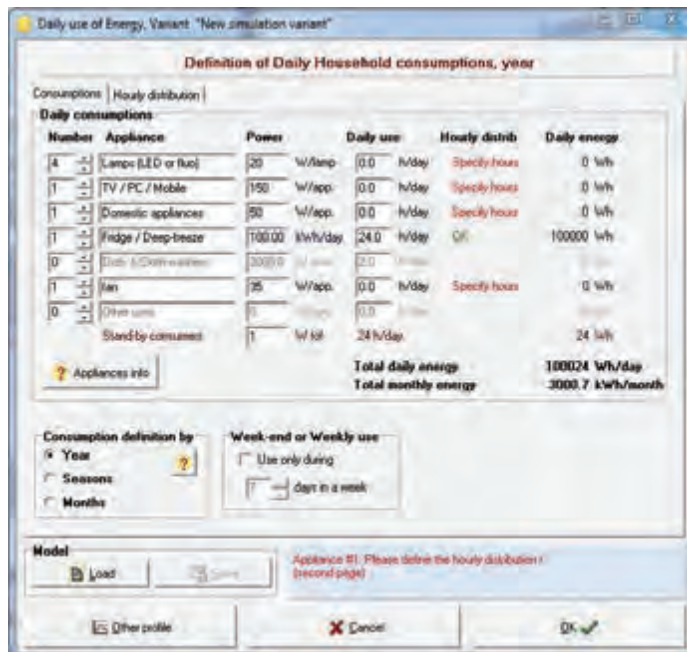 Daily use of Energy, Variant "New simulation variant"
Definition of Daily Household consumptions, year
Consumptions Hourly distribution
Daily consumptions
Number Appliance Power Daily use Hourly distrib Daily energy
4 Lamps (LED or fluo) 20 W/lamp 0.0 h/day Specify hours 0 Wh
1 TV / PC / Mobile 150 W/app. 0.0 h/day Specify hours 0 Wh
1 Domestic appliances 50 W/app. 0.0 h/day Specify hours 0 Wh
1 Fridge / Deep-freeze 100.00 kWh/day 24.0 h/day OK 100000 Wh
0 2.0
1 fan 35 W/app. 0.0 h/day Specify hours 0 Wh
0 Other uses 0 0.0
Stand-by consumers 1 W tot 24 h/day 24 Wh
? Appliances info
Total daily energy 100024 Wh/day
Total monthly energy 3000.7 kWh/month
Consumption definition by
Year
Seasons
Months
?
Week-end or Weekly use
Use only during
7 days in a week
Model
Load Save
Appliance #1: Please define the hourly distribution !
(second page)
Other profile Cancel OK